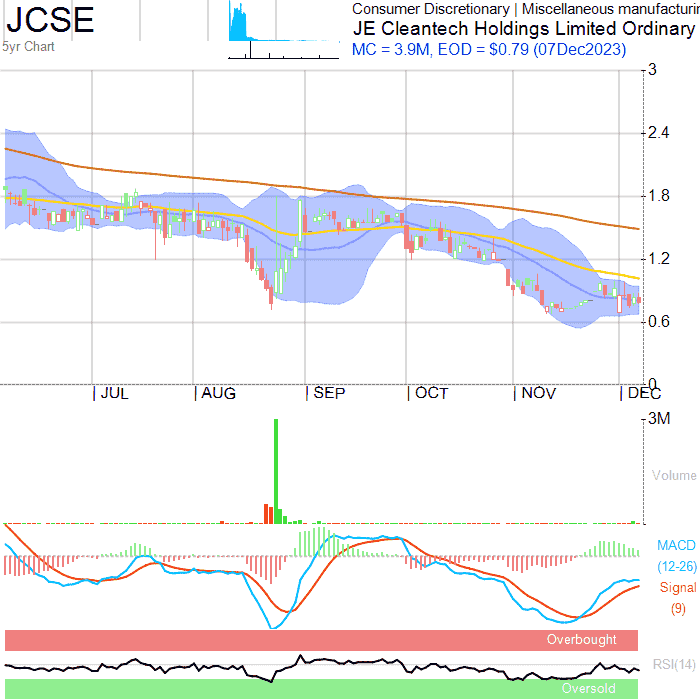 JCSE
5yr Chart
Consumer Discretionary | Miscellaneous manufacturin
JE Cleantech Holdings Limited Ordinary
MC = 3.9M, EOD = $0.79 (07Dec2023)
3
2.4
1.8
1.2
0.6
0
JUL AUG SEP OCT NOV DEC
3M
Volume
MACD
(12-26)
Signal
(9)
Overbought
RSI(14)
Oversold